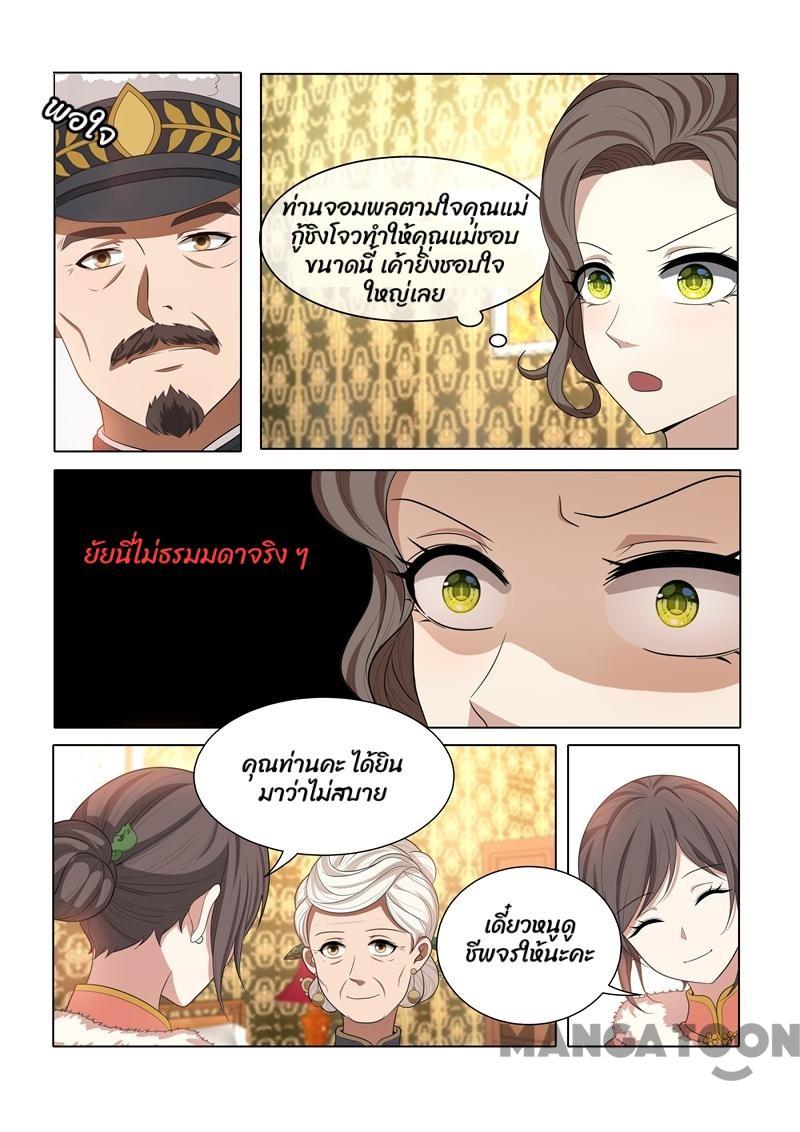 พอใจ
ท่านจอมพลตามใจคุณแม่
กู้ชิงโจวทำให้คุณแม่ชอบ
ขนาดนี้ เค้ายิ่งชอบใจ
ใหญ่เลย
ยัยนี่ไม่ธรมมดาจริง ๆ
คุณท่านคะ ได้ยิน
มาว่าไม่สบาย
เดี๋ยวหนูดู
ชีพจรให้นะคะ
MANGATOON